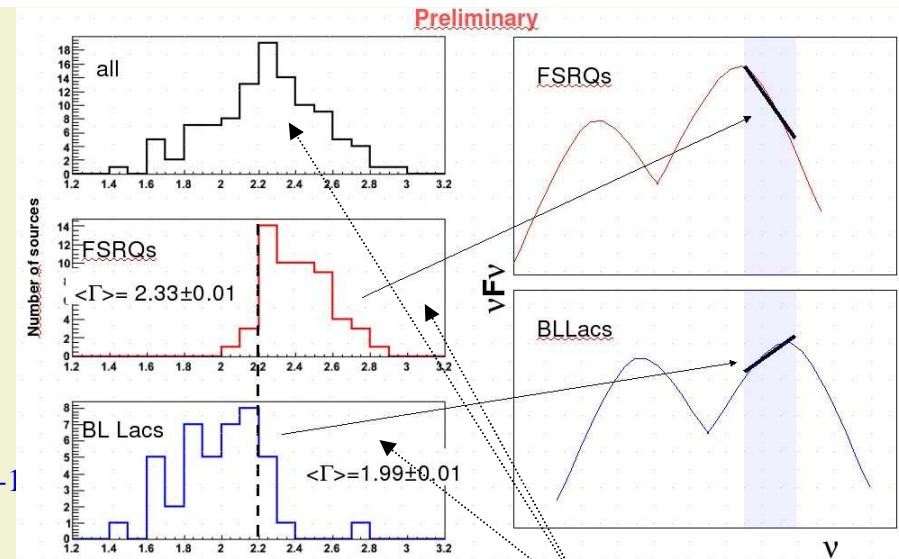 Preliminary
all
18
16
14
12
10
8
6
4
2
0
1.2 1.4 1.6 1.8 2 2.2 2.4 2.6 2.8 3 3.2
Number of sources
FSRQs
<Γ>= 2.33±0.01
14
12
10
4
2
0
1.2 1.4 1.6 1.8 2 2.2 2.4 2.6 2.8 3 3.2
BL Lacs
<Γ>=1.99±0.01
8
7
6
5
4
3
2
1
0
1.2 1.4 1.6 1.8 2 2.2 2.4 2.6 2.8 3 3.2
-1
FSRQs
νFν
BLLacs
ν